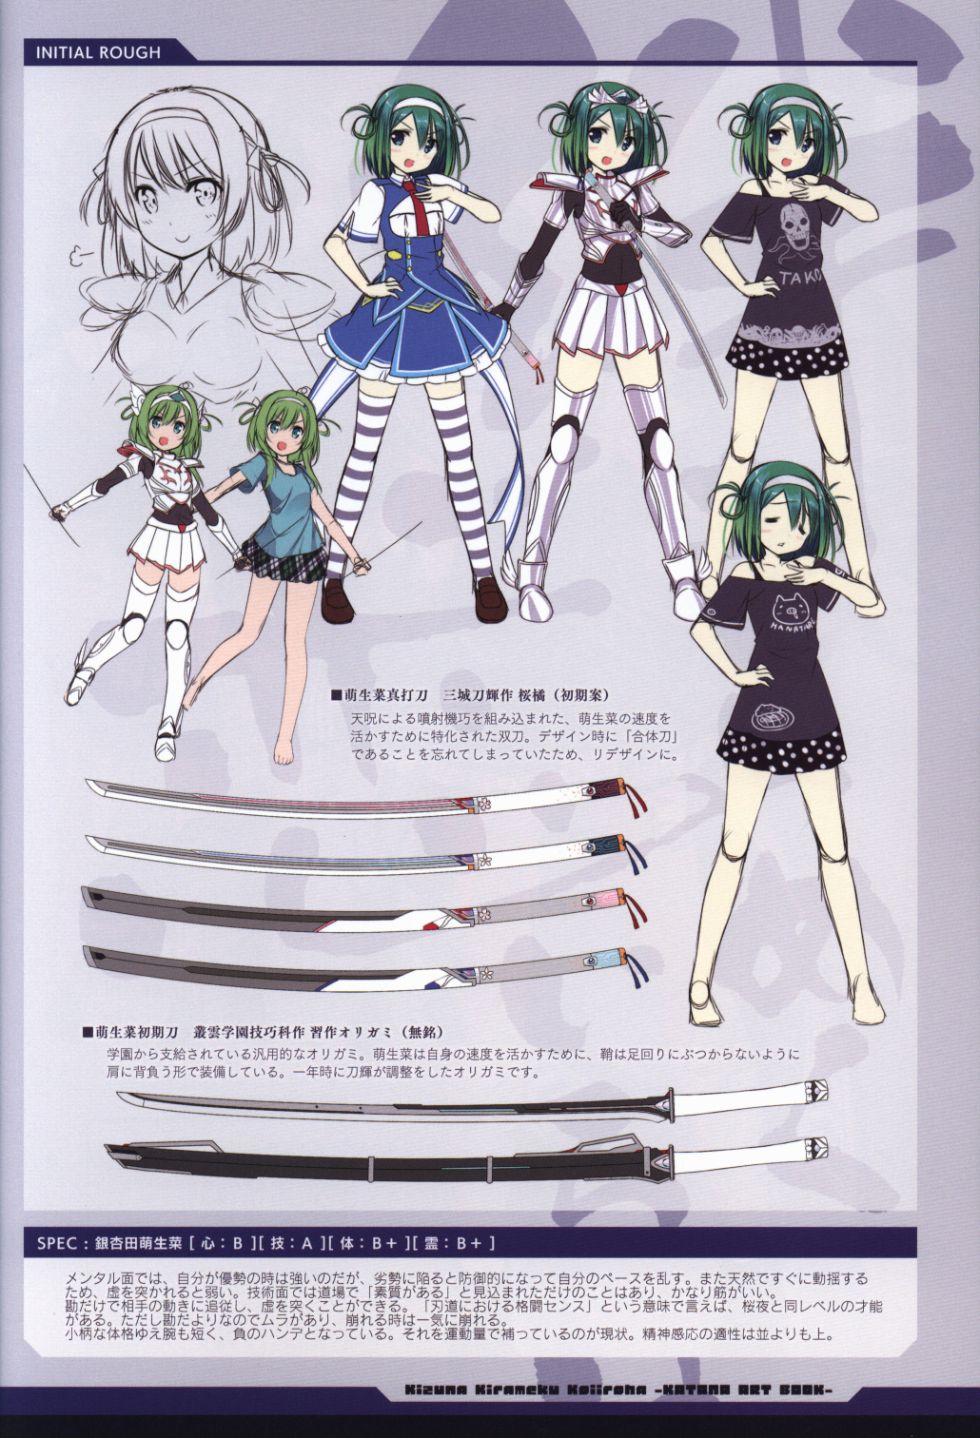 INITIAL ROUGH
TAKO
■萌生菜真打刀　三城刀輝作 桜橘（初期案）
天呪による噴射機巧を組み込まれた、萌生菜の速度を
活かすために特化された双刀。デザイン時に「合体刀」
であることを忘れてしまっていたため、リデザインに。
■萌生菜初期刀　叢雲学園技巧科作 習作オリガミ（無銘）
学園から支給されている汎用的なオリガミ。萌生菜は自身の速度を活かすために、鞘は足回りにぶつからないように
肩に背負う形で装備している。一年時に刀輝が調整をしたオリガミです。
SPEC : 銀杏田萌生菜 [ 心 : B ][ 技 : A ][ 体 : B + ][ 霊 : B + ]
メンタル面では、自分が優勢の時は強いのだが、劣勢に陥ると防御的になって自分のペースを乱す。また天然ですぐに動揺する
ため、虚を突かれると弱い。技術面では道場で「素質がある」と見込まれただけのことはあり、かなり筋がいい。
勘だけで相手の動きに追従し、虚を突くことができる。「刃道における格闘センス」という意味で言えば、桜夜と同レベルの才能
がある。ただし勘だよりなのでムラがあり、崩れる時は一気に崩れる。
小柄な体格ゆえ腕も短く、負のハンデとなっている。それを運動量で補っているのが現状。精神感応の適性は並よりも上。
Kizuna Kirameku Koiiroha -KATANA ART BOOK-